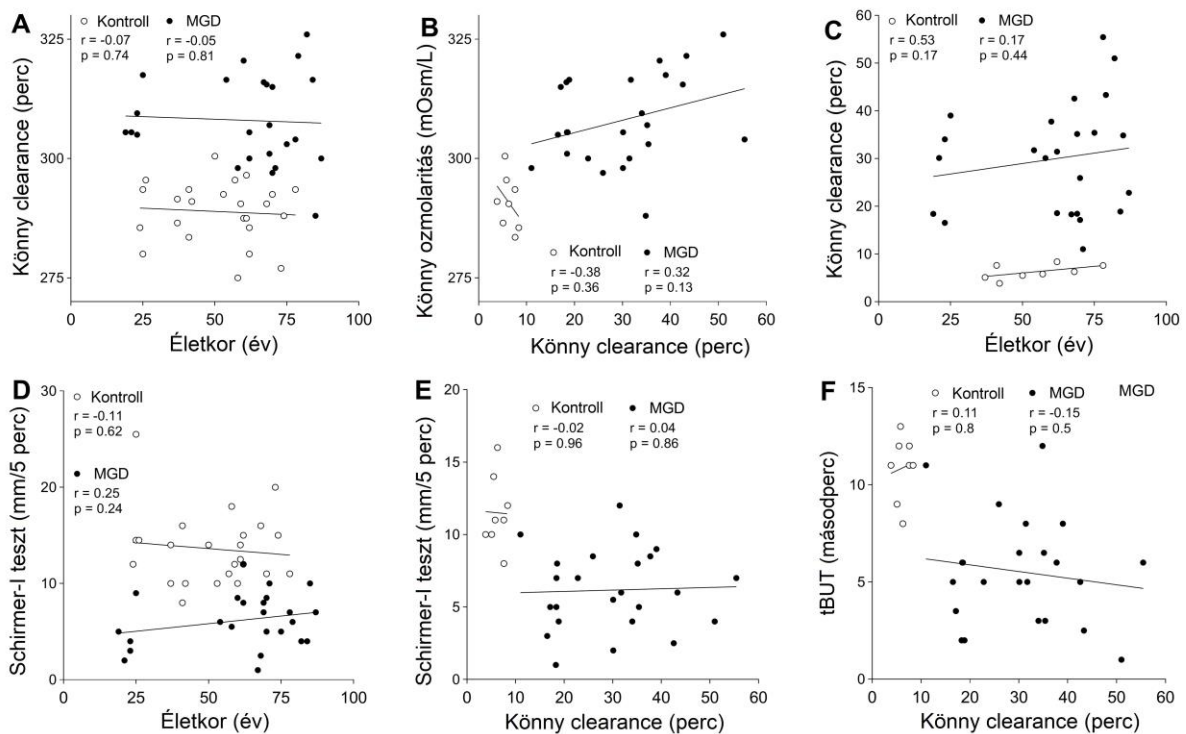 A
Kontroll MGD
r = -0.07 r = -0.05
p = 0.74 p = 0.81
Könny clearance (perc)
325
300
275
0 25 50 75 100
Életkor (év)
B
Könny ozmolaritás (mOsm/L)
325
300
275
Kontroll MGD
r = -0.38 r = 0.32
p = 0.36 p = 0.13
0 10 20 30 40 50 60
Könny clearance (perc)
C
Kontroll MGD
r = 0.53 r = 0.17
p = 0.17 p = 0.44
Könny clearance (perc)
60
50
40
30
20
10
0
0 25 50 75 100
Életkor (év)
D
Kontroll
r = -0.11
p = 0.62
MGD
r = 0.25
p = 0.24
Schirmer-I teszt (mm/5 perc)
30
20
10
0
0 25 50 75 100
Életkor (év)
E
Kontroll MGD
r = -0.02 r = 0.04
p = 0.96 p = 0.86
Schirmer-I teszt (mm/5 perc)
20
15
10
5
0
0 10 20 30 40 50 60
Könny clearance (perc)
F
Kontroll MGD MGD
r = 0.11 r = -0.15
p = 0.8 p = 0.5
tBUT (másodperc)
15
10
5
0
0 10 20 30 40 50 60
Könny clearance (perc)